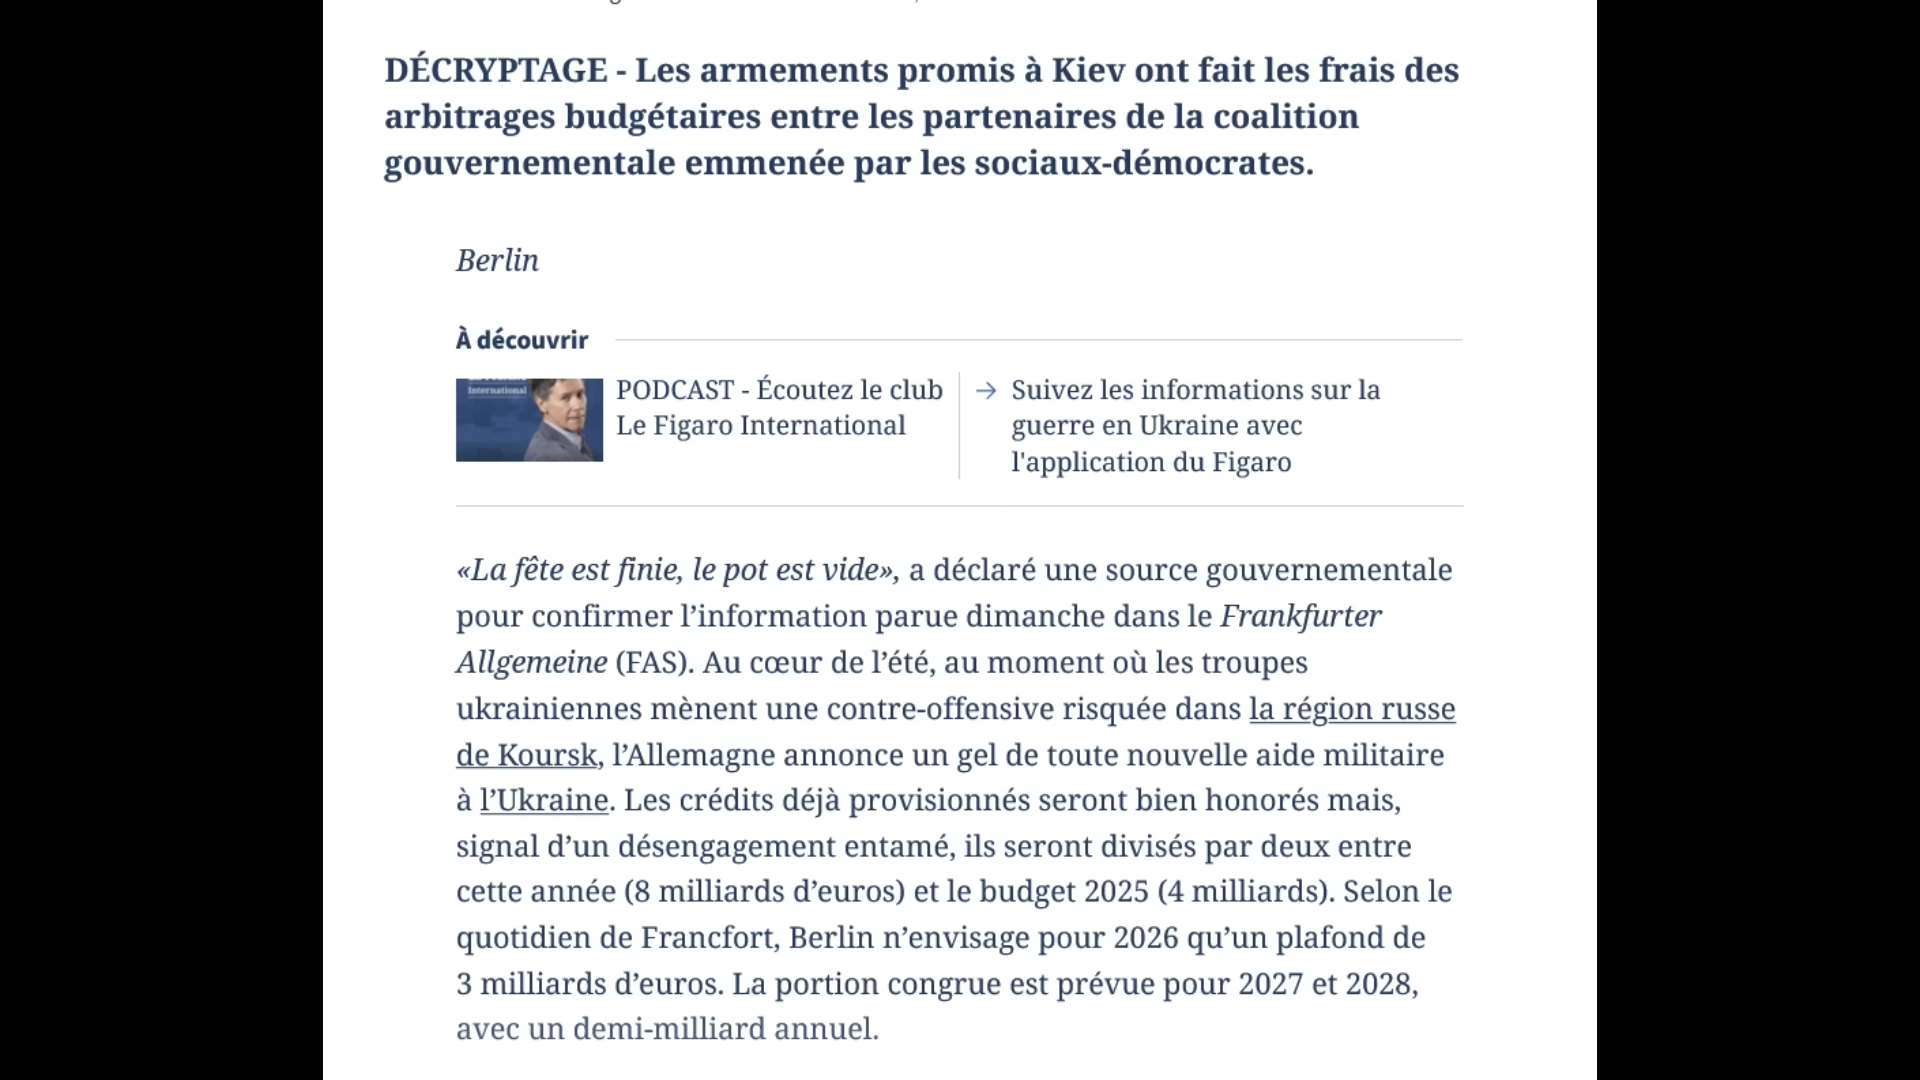 DÉCRYPTAGE - Les armements promis à Kiev ont fait les frais des
arbitrages budgétaires entre les partenaires de la coalition
gouvernementale emmenée par les sociaux-démocrates.
Berlin
À découvrir
International
PODCAST - Écoutez le club
Le Figaro International
→ Suivez les informations sur la
guerre en Ukraine avec
l'application du Figaro
«La fête est finie, le pot est vide», a déclaré une source gouvernementale
pour confirmer l’information parue dimanche dans le Frankfurter
Allgemeine (FAS). Au cœur de l’été, au moment où les troupes
ukrainiennes mènent une contre-offensive risquée dans la région russe
de Koursk, l’Allemagne annonce un gel de toute nouvelle aide militaire
à l’Ukraine. Les crédits déjà provisionnés seront bien honorés mais,
signal d’un désengagement entamé, ils seront divisés par deux entre
cette année (8 milliards d’euros) et le budget 2025 (4 milliards). Selon le
quotidien de Francfort, Berlin n’envisage pour 2026 qu’un plafond de
3 milliards d’euros. La portion congrue est prévue pour 2027 et 2028,
avec un demi-milliard annuel.